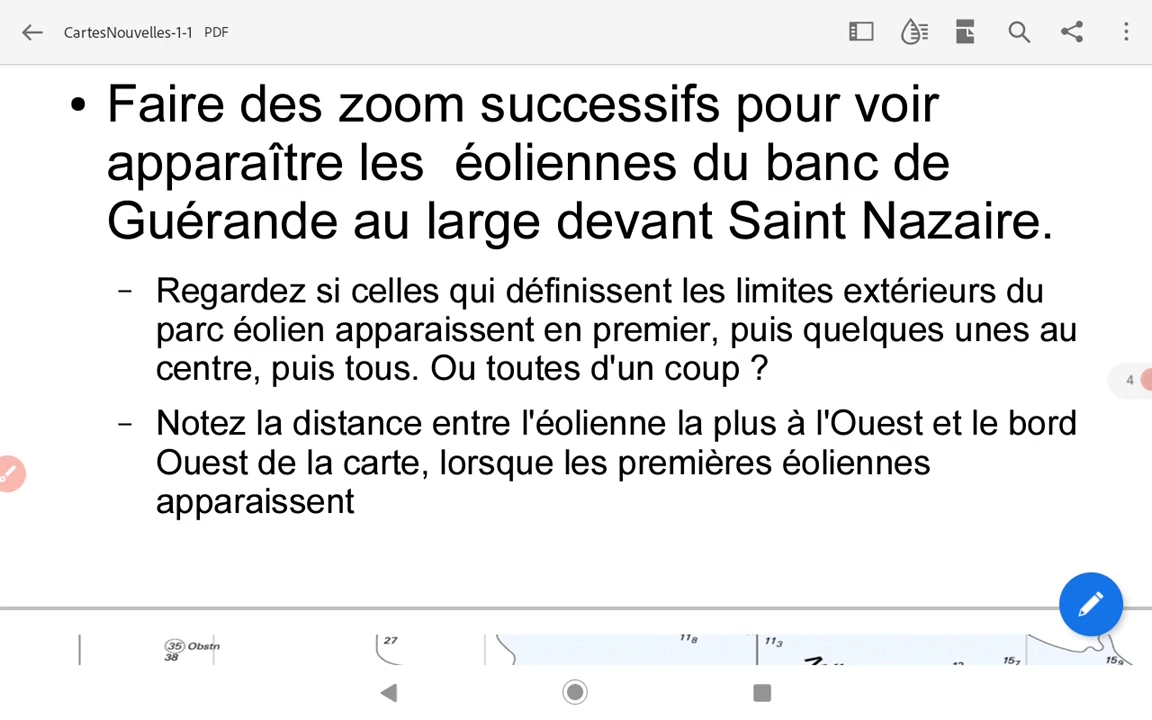 CartesNouvelles-1-1 PDF
• Faire des zoom successifs pour voir
apparaître les  éoliennes du banc de
Guérande au large devant Saint Nazaire.
– Regardez si celles qui définissent les limites extérieurs du
parc éolien apparaissent en premier, puis quelques unes au
centre, puis tous. Ou toutes d'un coup ?
4
– Notez la distance entre l'éolienne la plus à l'Ouest et le bord
Ouest de la carte, lorsque les premières éoliennes
apparaissent
35 Obstn
38
27
11₈
11₃
15₇